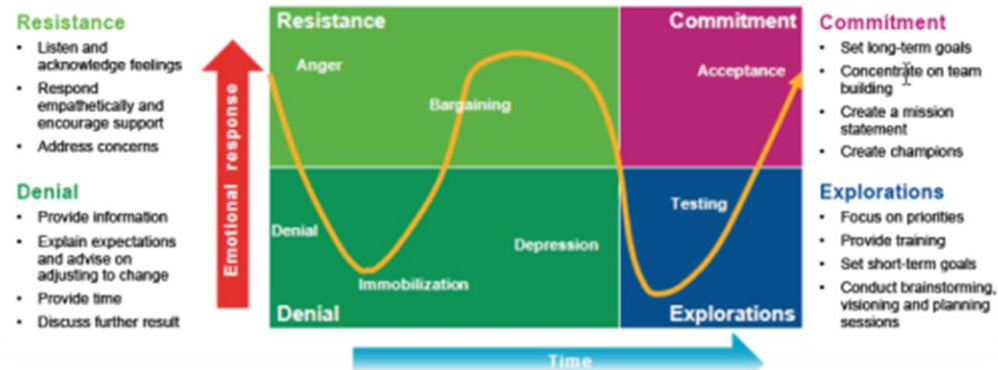 Resistance
• Listen and
acknowledge feelings
• Respond
empathetically and
encourage support
• Address concerns
Denial
• Provide information
• Explain expectations
and advise on
adjusting to change
• Provide time
• Discuss further result
Emotional response
Resistance
Anger
Bargaining
Denial
Immobilization
Depression
Denial
Commitment
Acceptance
Testing
Explorations
Time
Commitment
• Set long-term goals
• Concentrate on team
building
• Create a mission
statement
• Create champions
Explorations
• Focus on priorities
• Provide training
• Set short-term goals
• Conduct brainstorming,
visioning and planning
sessions